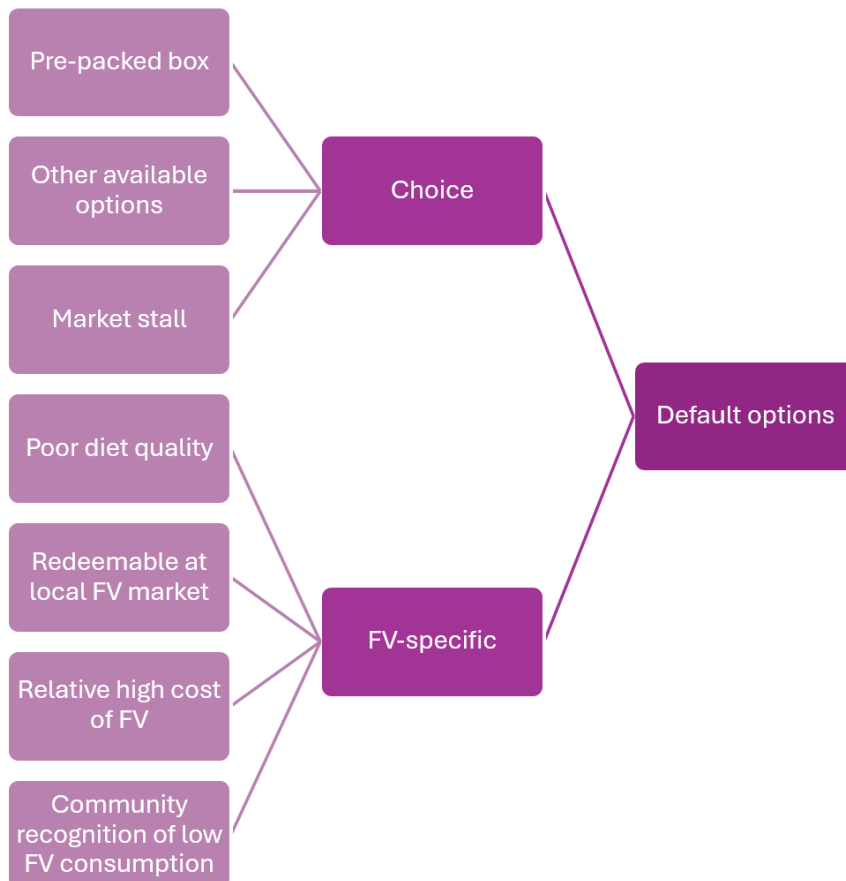 Pre-packed box
Other available
options
Market stall
Poor diet quality
Redeemable at
local FV market
Relative high cost
of FV
Community
recognition of low
FV consumption
Choice
FV-specific
Default options